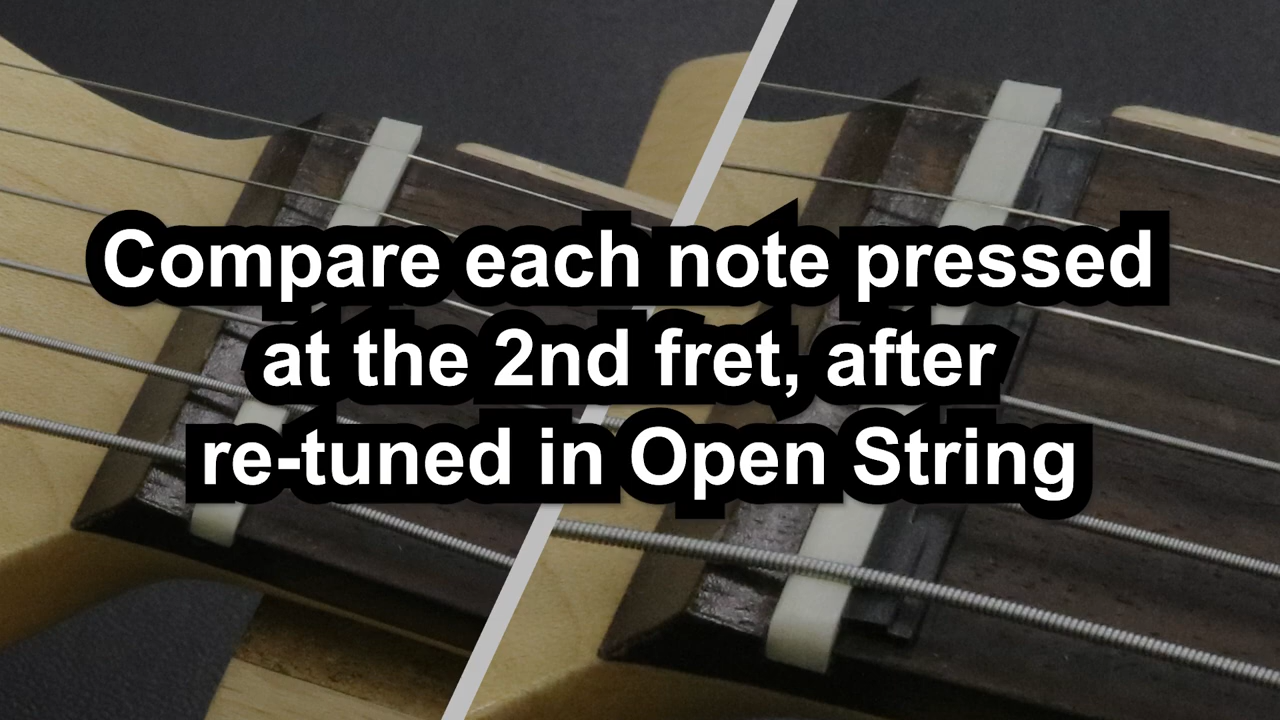 Compare each note pressed
at the 2nd fret, after
re-tuned in Open String